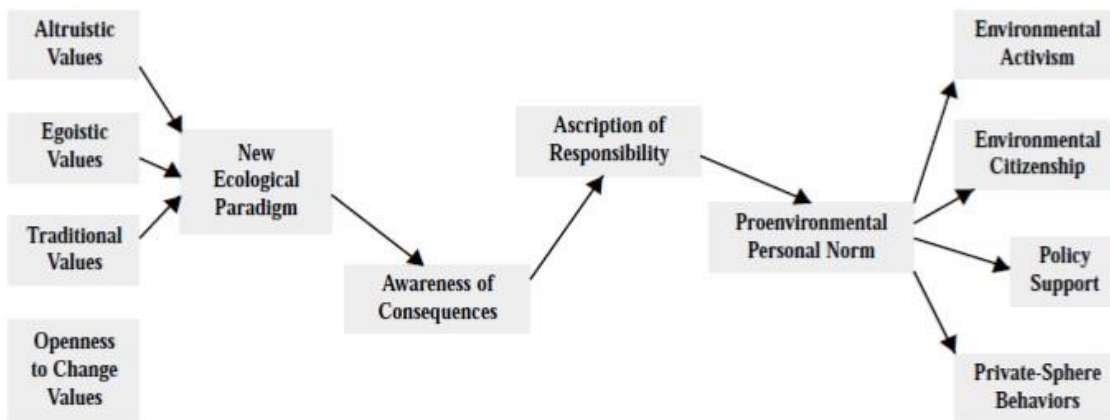 Altruistic
Values
Egoistic
Values
Traditional
Values
Openness
to Change
Values
New
Ecological
Paradigm
Awareness of
Consequences
Ascription of
Responsibility
Proenvironmental
Personal Norm
Environmental
Activism
Environmental
Citizenship
Policy
Support
Private-Sphere
Behaviors